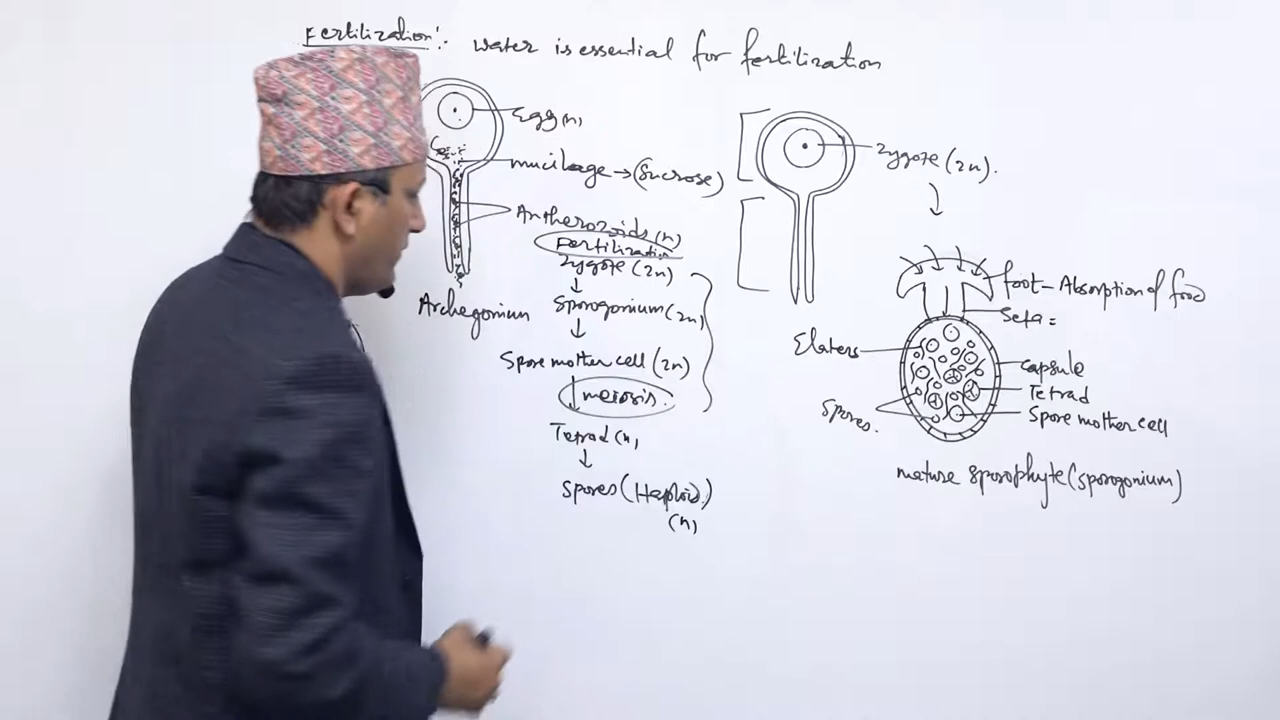 Fertilization:- water is essential for fertilization
Egg(n)
mucilage→(Sucrose)
Antherozoids(n)
Fertilization
Zygote (2n)
↓
Sporogonium(2n)
↓
Spore mother cell (2n)
↓ meiosis.
Tetrad(n)
↓
Spores(Haploid)
(n)
Archegonium
Zygote (2n).
↓
foot-Absorption of food
Seta=
Elaters
capsule
Tetrad
Spores.
Spore mother cell
mature sporophyte(sporogonium)